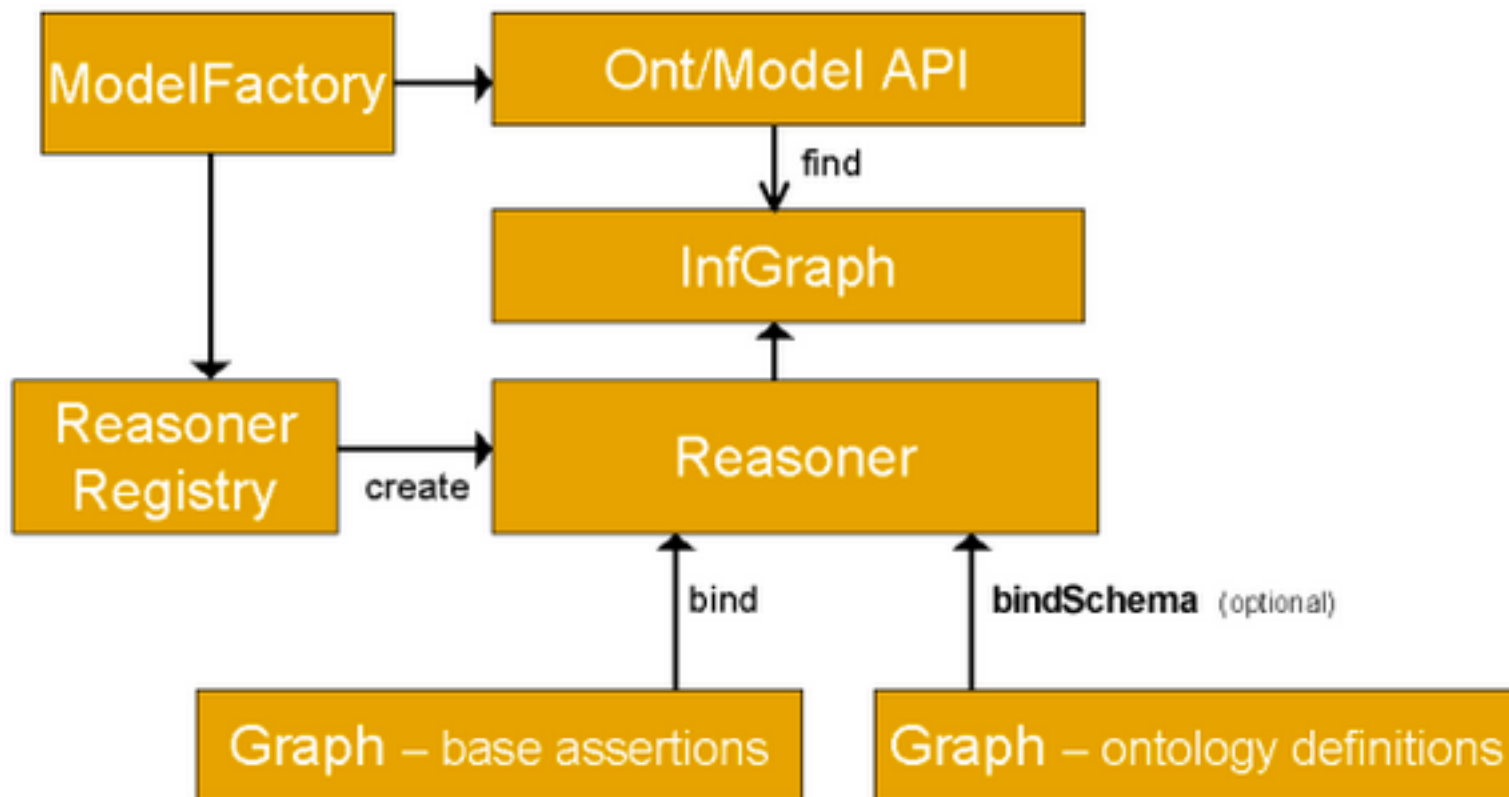 ModelFactory
Ont/Model API
find
InfGraph
Reasoner
Registry
create
Reasoner
bind
bindSchema (optional)
Graph – base assertions
Graph – ontology definitions